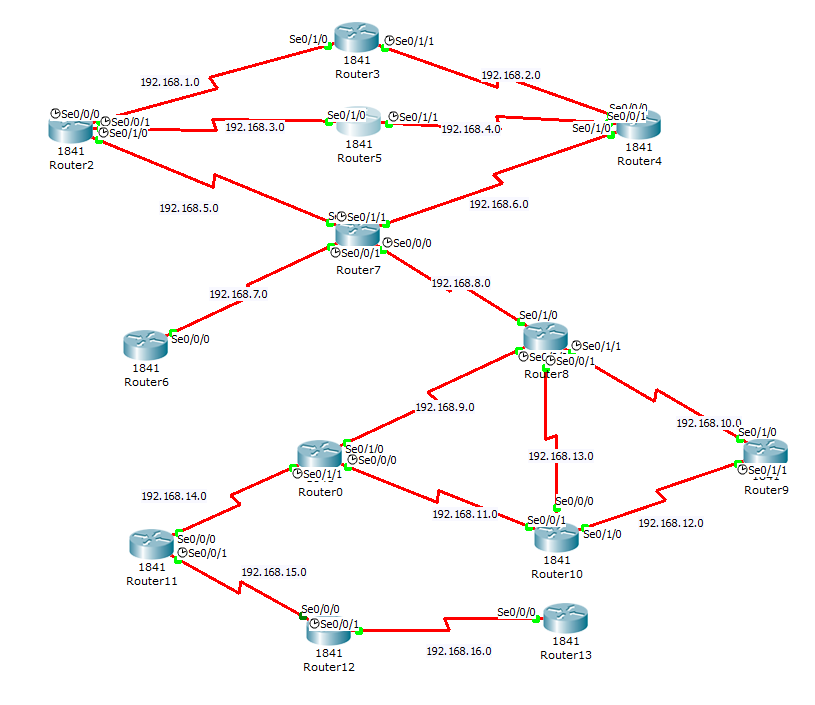 Se0/1/0
Se0/1/1
1841
Router3
192.168.1.0
192.168.2.0
Se0/0/0
Se0/0/1
Se0/1/0
1841
Router2
192.168.3.0
Se0/1/0
Se0/1/1
1841
Router5
192.168.4.0
Se0/0/0
Se0/0/1
Se0/1/0
1841
Router4
192.168.5.0
192.168.6.0
Se0/1/1
Se0/0/0
Se0/0/1
Router7
192.168.7.0
192.168.8.0
Se0/0/0
1841
Router6
Se0/1/0
Se0/1/1
Se0/0/1
Router8
192.168.9.0
192.168.10.0
Se0/1/0
Se0/1/1
1841
Router9
Se0/1/0
Se0/0/0
Se0/1/1
Router0
192.168.13.0
192.168.14.0
192.168.11.0
192.168.12.0
Se0/0/0
Se0/0/1
Se0/1/0
1841
Router10
Se0/0/0
Se0/0/1
1841
Router11
192.168.15.0
Se0/0/0
Se0/0/1
1841
Router12
192.168.16.0
Se0/0/0
1841
Router13